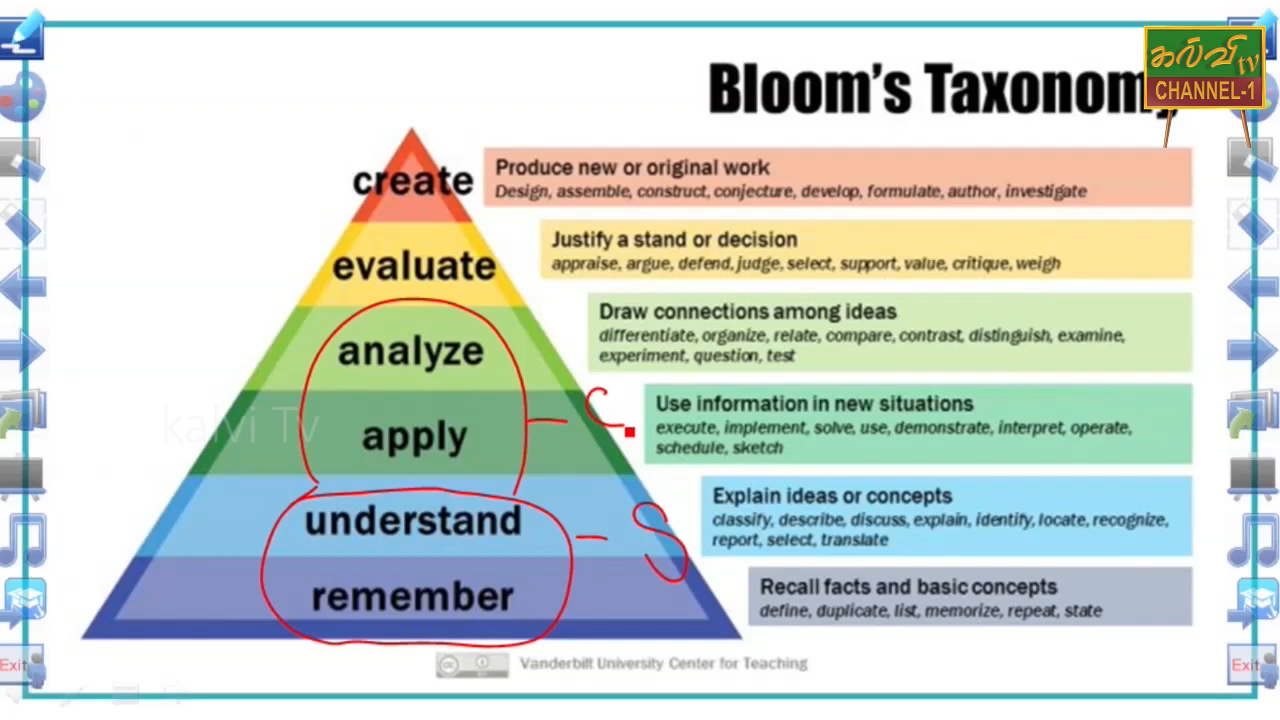 கல்வி tv
CHANNEL-1
Bloom's Taxonomy
create
Produce new or original work
Design, assemble, construct, conjecture, develop, formulate, author, investigate
evaluate
Justify a stand or decision
appraise, argue, defend, judge, select, support, value, critique, weigh
analyze
Draw connections among ideas
differentiate, organize, relate, compare, contrast, distinguish, examine,
experiment, question, test
apply
C
Use information in new situations
execute, implement, solve, use, demonstrate, interpret, operate,
schedule, sketch
kalvi Tv
understand
S
Explain ideas or concepts
classify, describe, discuss, explain, identify, locate, recognize,
report, select, translate
remember
Recall facts and basic concepts
define, duplicate, list, memorize, repeat, state
Vanderbilt University Center for Teaching
Exit
Exit